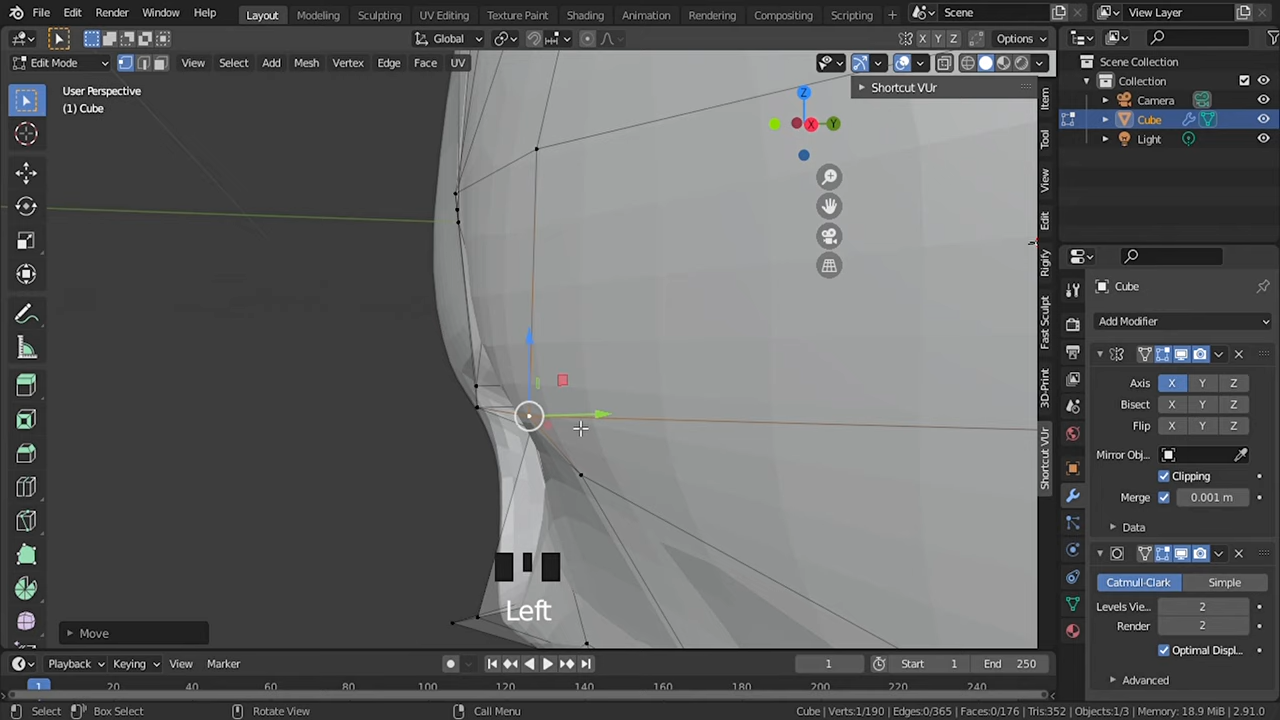 File Edit Render Window Help Layout Modeling Sculpting UV Editing Texture Paint Shading Animation Rendering Compositing Scripting + Scene View Layer
Global X Y Z Options
Edit Mode View Select Add Mesh Vertex Edge Face UV
User Perspective
(1) Cube
Shortcut VUr
Z
X Y
Item
Tool
View
Edit
Rigify
Fast Sculpt
3D-Print
Shortcut VUr
Scene Collection
Collection
Camera
Cube
Light
Cube
Add Modifier
Axis X Y Z
Bisect X Y Z
Flip X Y Z
Mirror Obj...
Clipping
Merge 0.001 m
Data
Catmull-Clark Simple
Levels Vie... 2
Render 2
Optimal Displ...
Advanced
Left
Move
Playback Keying View Marker 1 Start 1 End 250
1 20 40 60 80 100 120 140 160 180 200 220 240
Select Box Select Rotate View Call Menu Cube | Verts:1/190 | Edges:0/365 | Faces:0/176 | Tris:352 | Objects:1/3 | Memory: 18.9 MiB | 2.91.0